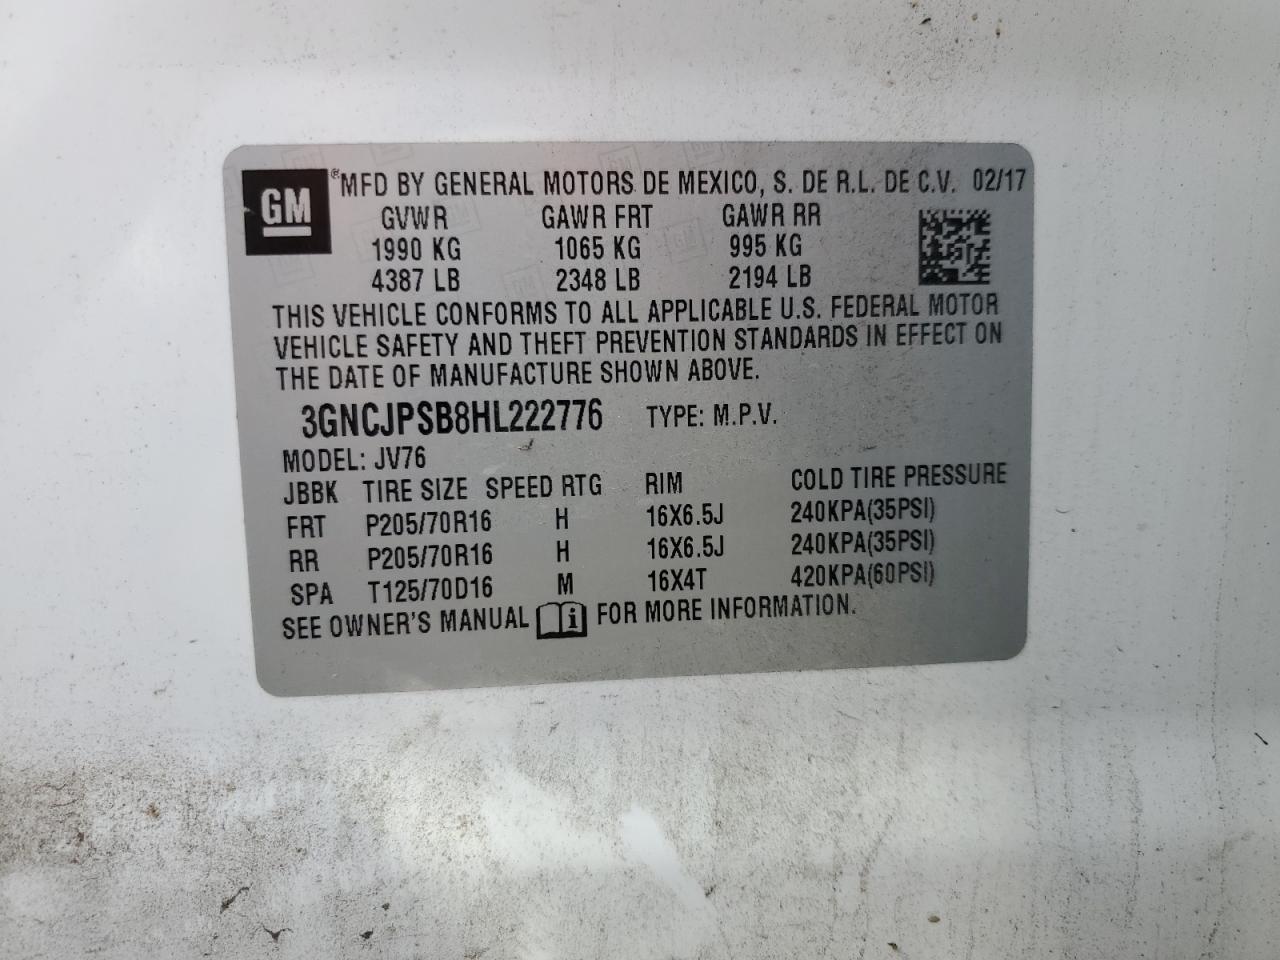 GM ®MFD BY GENERAL MOTORS DE MEXICO, S. DE R.L. DE C.V. 02/17
GVWR GAWR FRT GAWR RR
1990 KG 1065 KG 995 KG
4387 LB 2348 LB 2194 LB
THIS VEHICLE CONFORMS TO ALL APPLICABLE U.S. FEDERAL MOTOR
VEHICLE SAFETY AND THEFT PREVENTION STANDARDS IN EFFECT ON
THE DATE OF MANUFACTURE SHOWN ABOVE.
3GNCJPSB8HL222776 TYPE: M.P.V.
MODEL: JV76
JBBK TIRE SIZE SPEED RTG RIM COLD TIRE PRESSURE
FRT P205/70R16 H 16X6.5J 240KPA(35PSI)
RR P205/70R16 H 16X6.5J 240KPA(35PSI)
SPA T125/70D16 M 16X4T 420KPA(60PSI)
SEE OWNER'S MANUAL i FOR MORE INFORMATION.